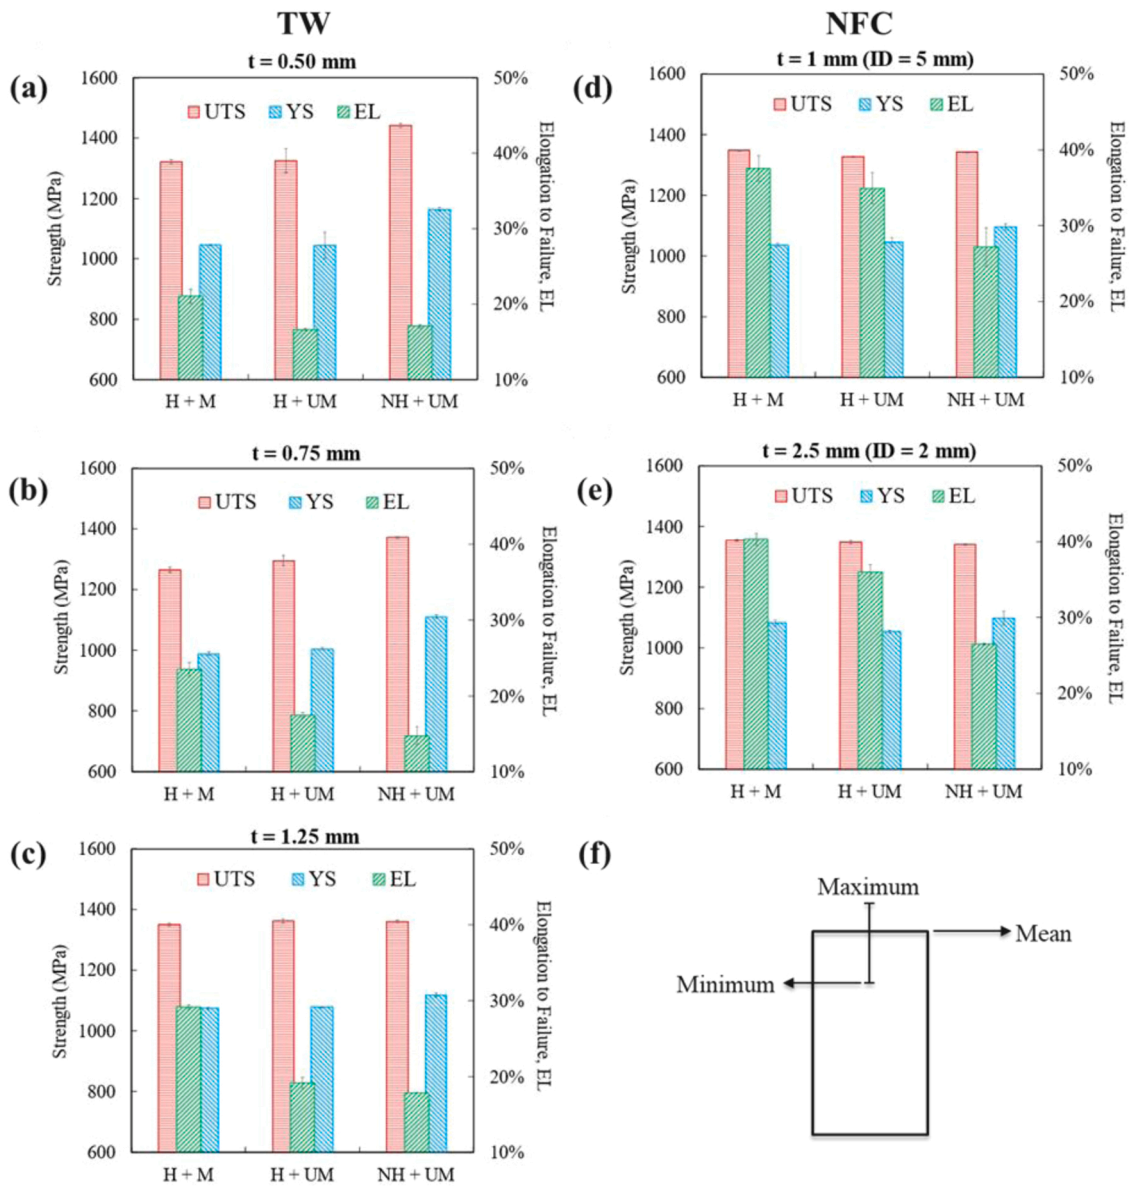 TW
NFC
(a)
t = 0.50 mm
UTS YS EL
1600
1400
1200
1000
800
600
Strength (MPa)
50%
40%
30%
20%
10%
Elongation to Failure, EL
H + M H + UM NH + UM
(d)
t = 1 mm (ID = 5 mm)
UTS YS EL
1600
1400
1200
1000
800
600
Strength (MPa)
50%
40%
30%
20%
10%
Elongation to Failure, EL
H + M H + UM NH + UM
(b)
t = 0.75 mm
UTS YS EL
1600
1400
1200
1000
800
600
Strength (MPa)
50%
40%
30%
20%
10%
Elongation to Failure, EL
H + M H + UM NH + UM
(e)
t = 2.5 mm (ID = 2 mm)
UTS YS EL
1600
1400
1200
1000
800
600
Strength (MPa)
50%
40%
30%
20%
10%
Elongation to Failure, EL
H + M H + UM NH + UM
(c)
t = 1.25 mm
UTS YS EL
1600
1400
1200
1000
800
600
Strength (MPa)
50%
40%
30%
20%
10%
Elongation to Failure, EL
H + M H + UM NH + UM
(f)
Maximum
Mean
Minimum